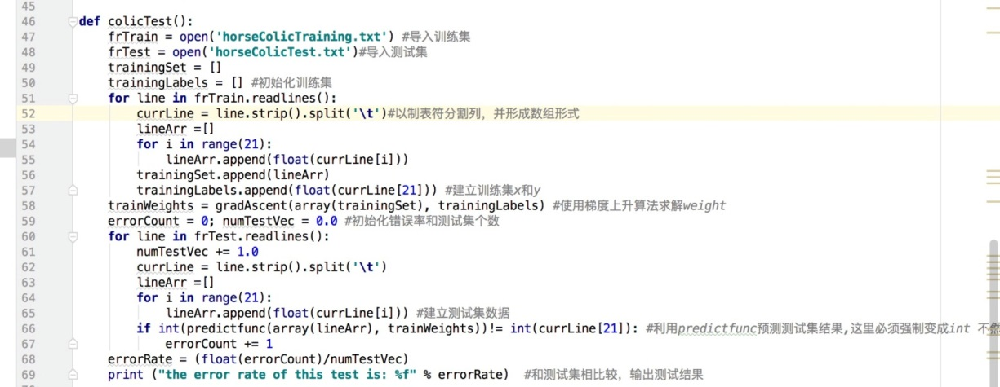 45
46 def colicTest():
47 frTrain = open('horseColicTraining.txt') #导入训练集
48 frTest = open('horseColicTest.txt')#导入测试集
49 trainingSet = []
50 trainingLabels = [] #初始化训练集
51 for line in frTrain.readlines():
52 currLine = line.strip().split('\t')#以制表符分割列，并形成数组形式
53 lineArr =[]
54 for i in range(21):
55 lineArr.append(float(currLine[i]))
56 trainingSet.append(lineArr)
57 trainingLabels.append(float(currLine[21])) #建立训练集x和y
58 trainWeights = gradAscent(array(trainingSet), trainingLabels) #使用梯度上升算法求解weight
59 errorCount = 0; numTestVec = 0.0 #初始化错误率和测试集个数
60 for line in frTest.readlines():
61 numTestVec += 1.0
62 currLine = line.strip().split('\t')
63 lineArr =[]
64 for i in range(21):
65 lineArr.append(float(currLine[i])) #建立测试集数据
66 if int(predictfunc(array(lineArr), trainWeights))!= int(currLine[21]): #利用predictfunc预测测试集结果,这里必须强制变成int 不然
67 errorCount += 1
68 errorRate = (float(errorCount)/numTestVec)
69 print ("the error rate of this test is: %f" % errorRate) #和测试集相比较，输出测试结果